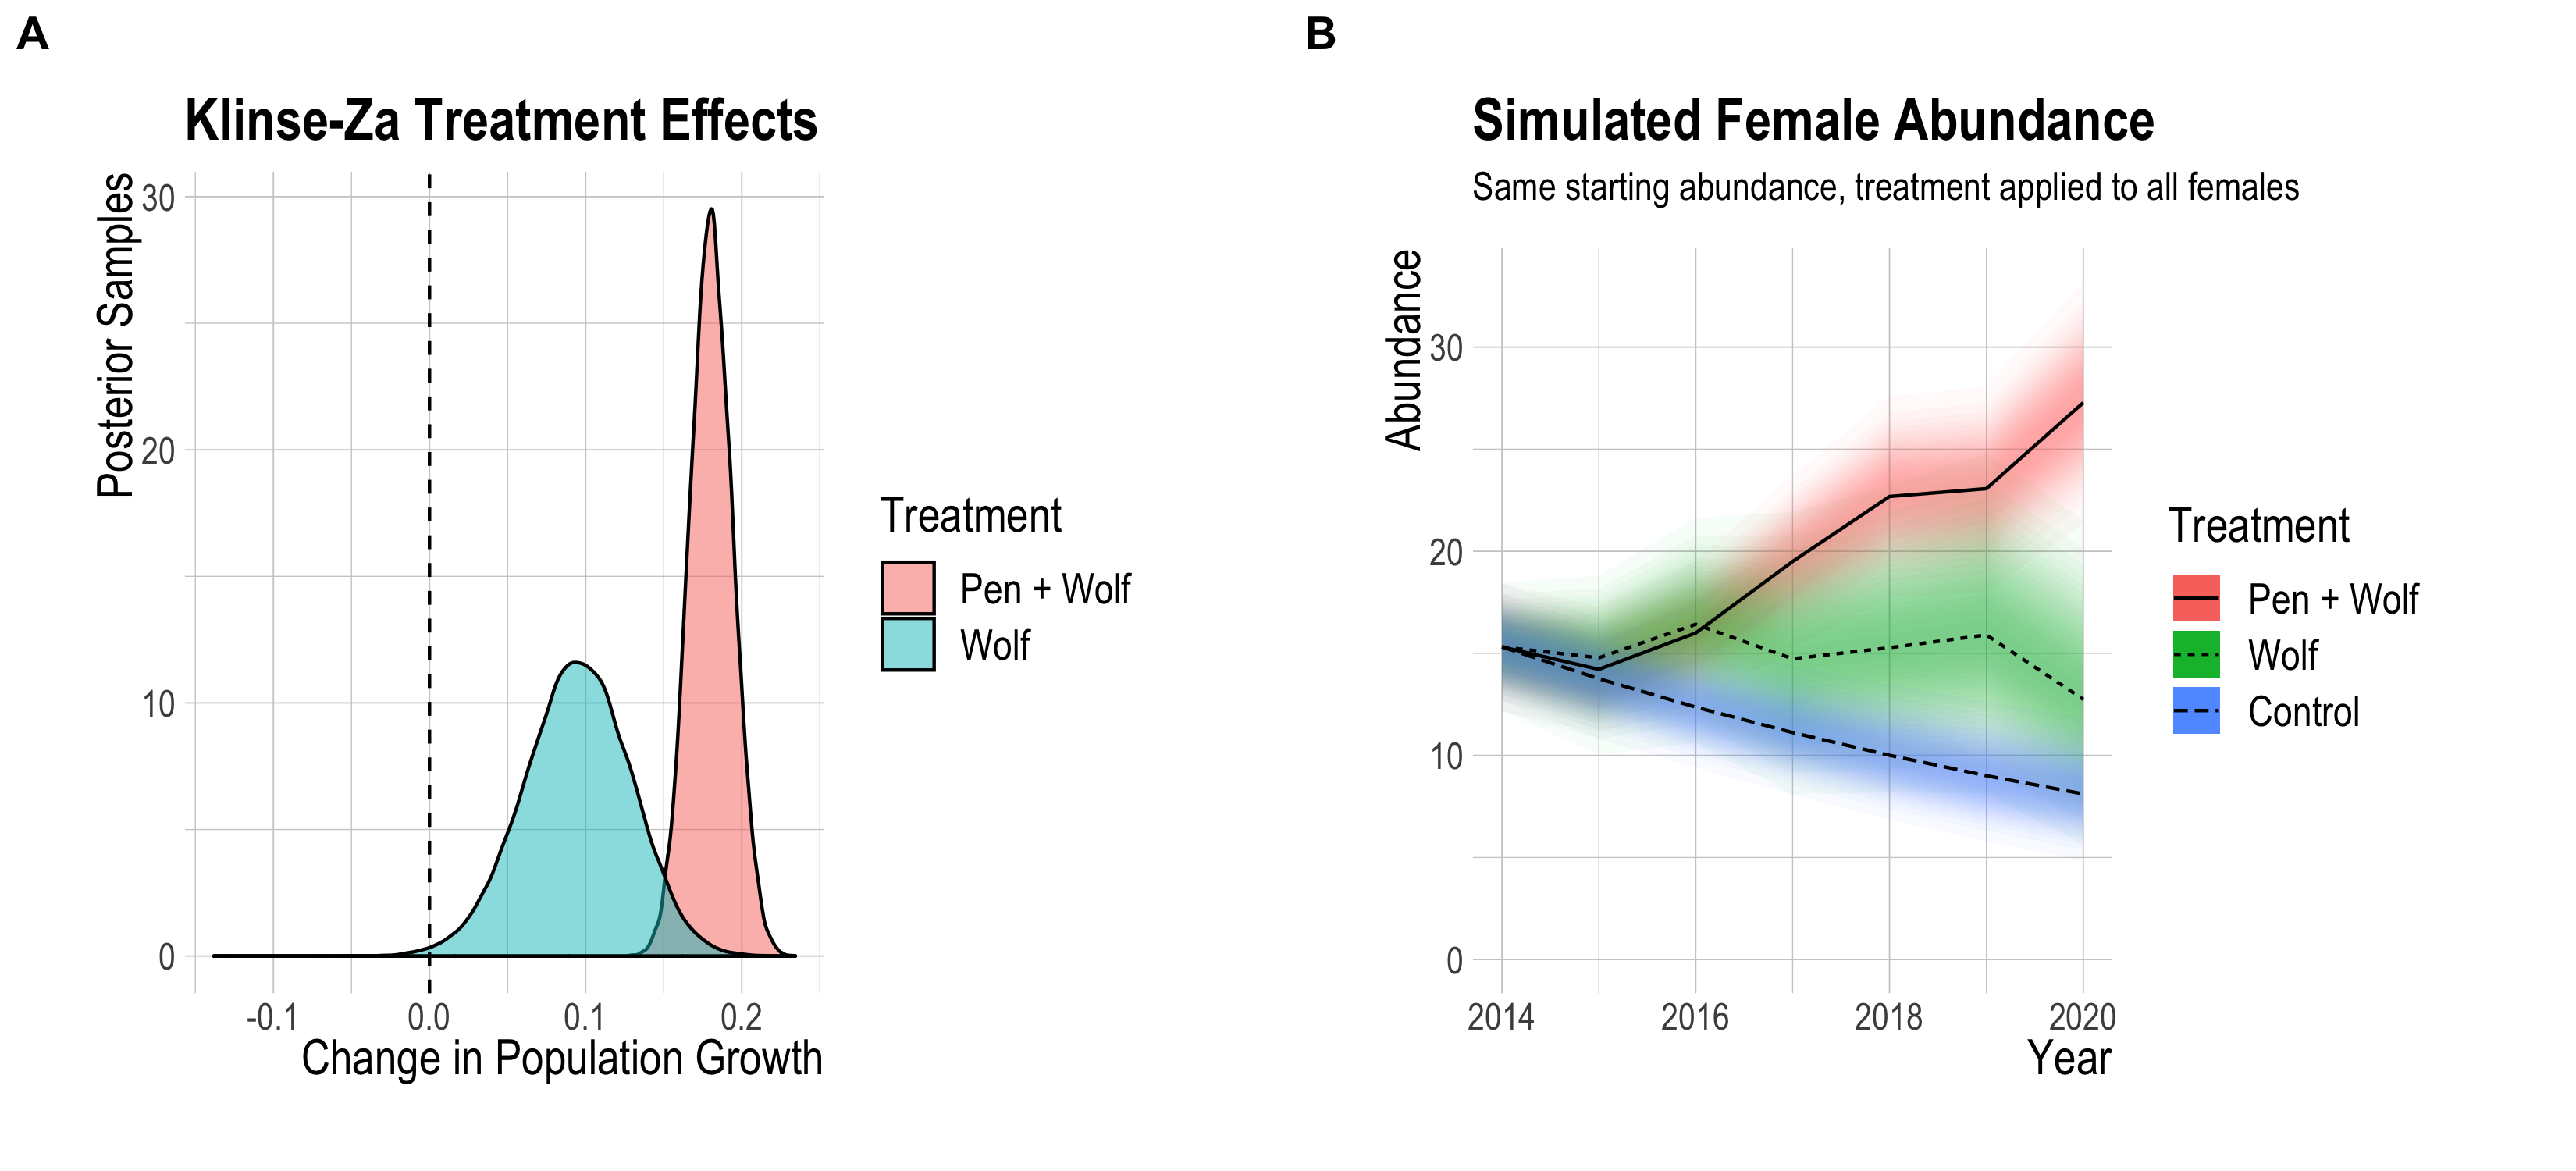 A
Klinse-Za Treatment Effects
Posterior Samples
30
20
10
0
-0.1 0.0 0.1 0.2
Change in Population Growth
Treatment
Pen + Wolf
Wolf
B
Simulated Female Abundance
Same starting abundance, treatment applied to all females
Abundance
30
20
10
0
2014 2016 2018 2020
Year
Treatment
Pen + Wolf
Wolf
Control